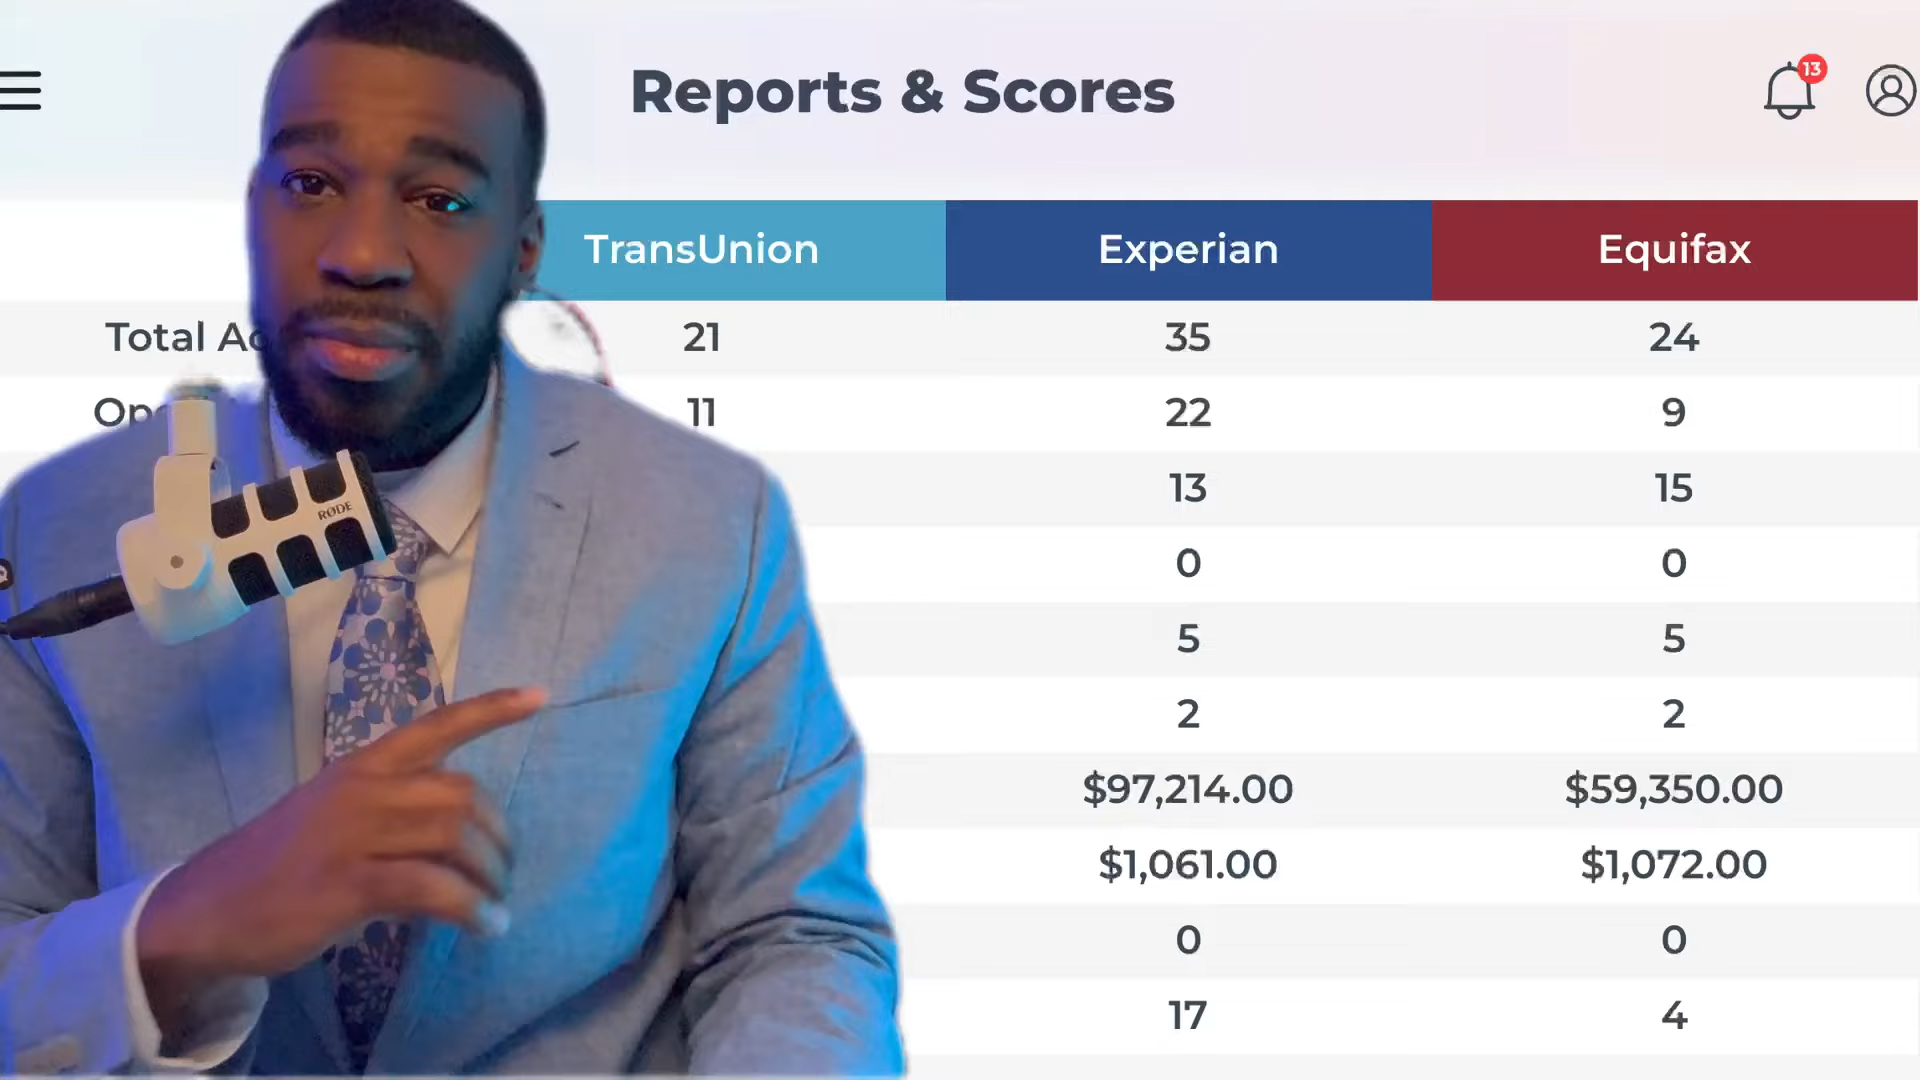 Reports & Scores
13
TransUnion Experian Equifax
Total 21 35 24
11 22 9
13 15
0 0
RØDE
5 5
2 2
$97,214.00 $59,350.00
$1,061.00 $1,072.00
0 0
17 4